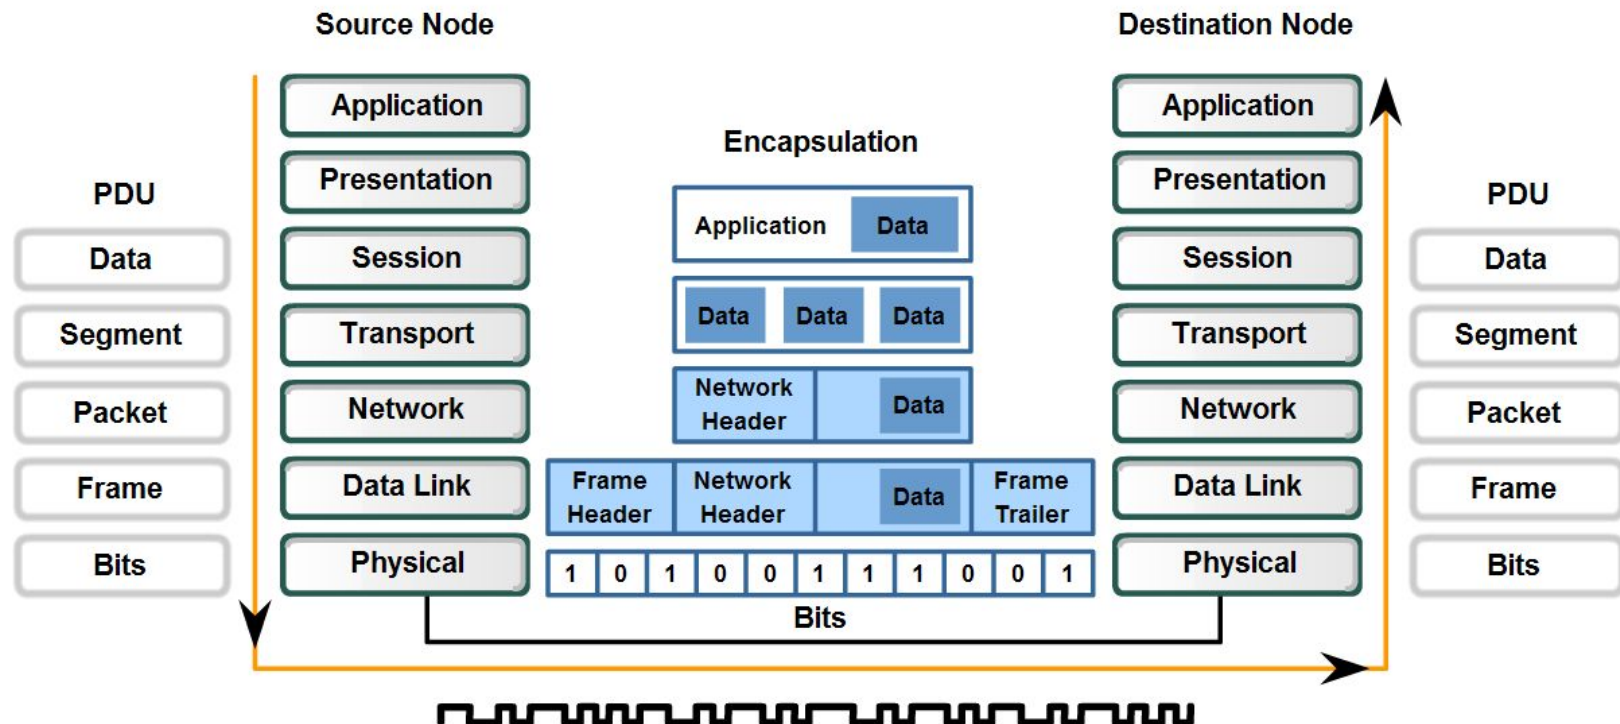 Source Node
Destination Node
Application
Application
Encapsulation
Presentation
Presentation
PDU
PDU
Application Data
Data
Session
Session
Data
Data Data Data
Segment
Transport
Transport
Segment
Network
Header
Data
Packet
Network
Network
Packet
Frame
Header
Network
Header
Data
Frame
Trailer
Frame
Data Link
Data Link
Frame
Bits
Physical
1 0 1 0 0 1 1 1 0 0 1
Physical
Bits
Bits